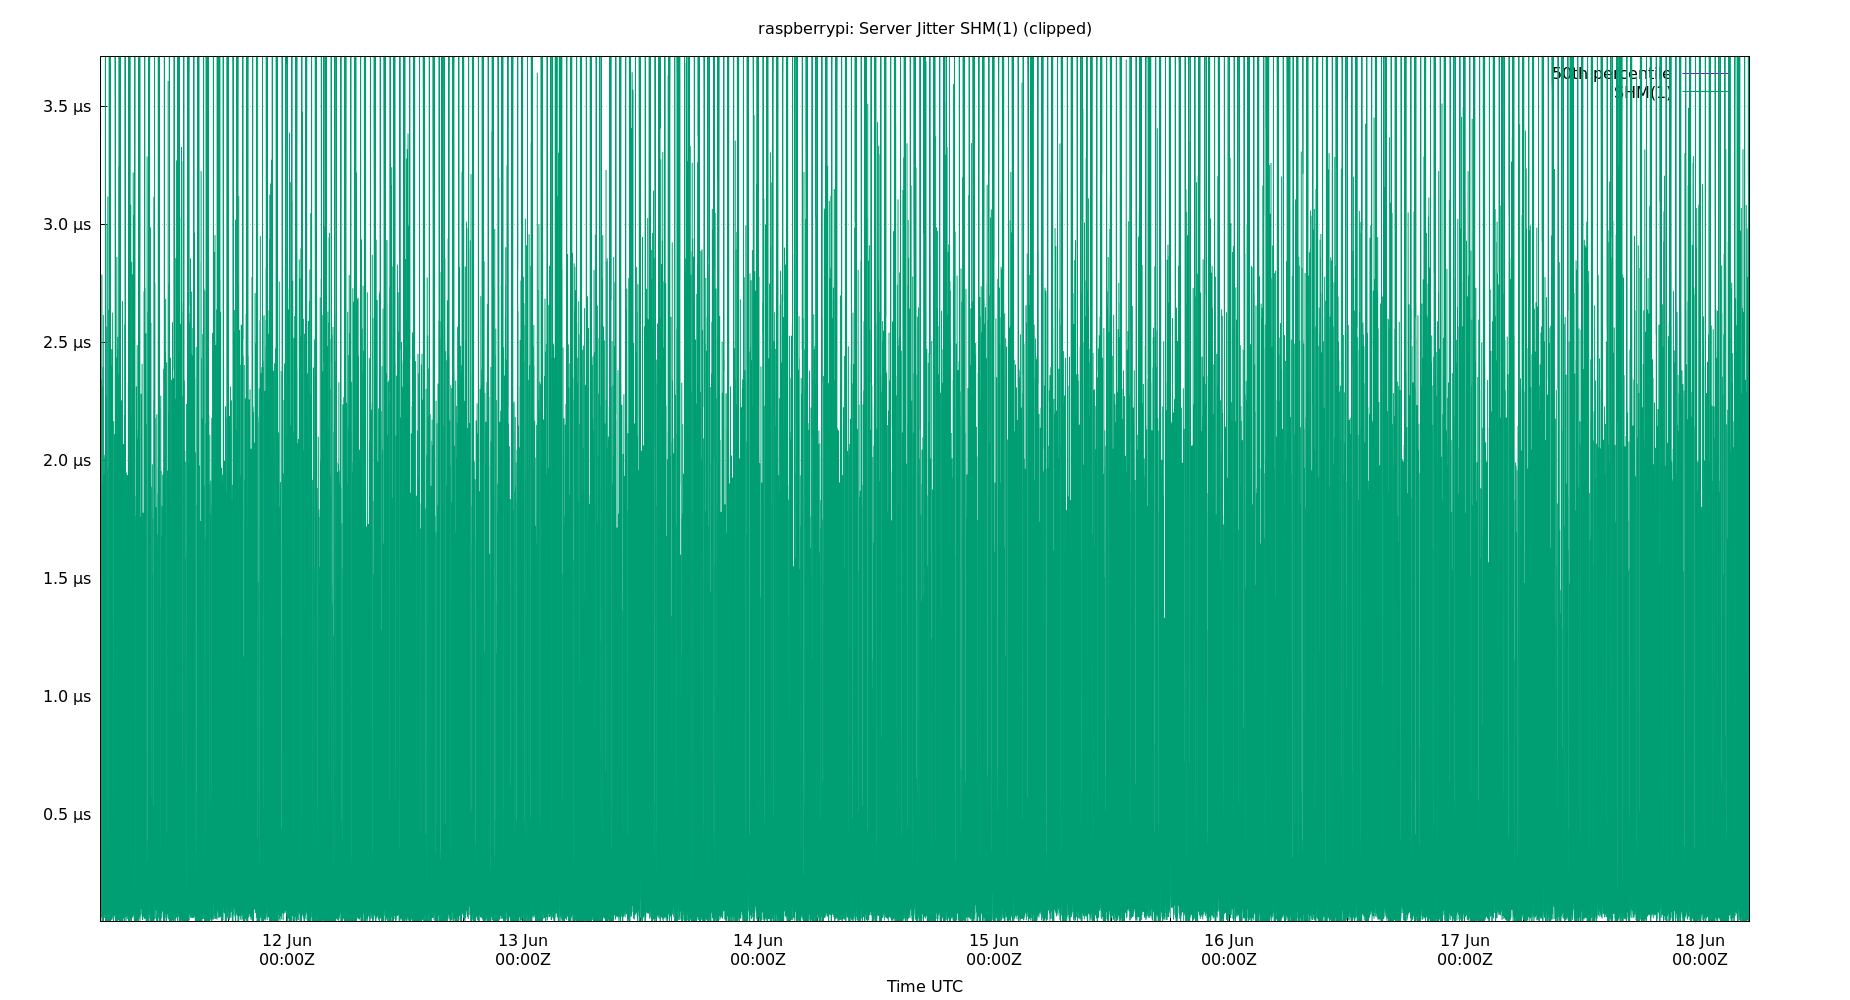 raspberrypi: Server Jitter SHM(1) (clipped)
50th percentile
SHM(1)
3.5 µs
3.0 µs
2.5 µs
2.0 µs
1.5 µs
1.0 µs
0.5 µs
12 Jun 13 Jun 14 Jun 15 Jun 16 Jun 17 Jun 18 Jun
00:00Z 00:00Z 00:00Z 00:00Z 00:00Z 00:00Z 00:00Z
Time UTC